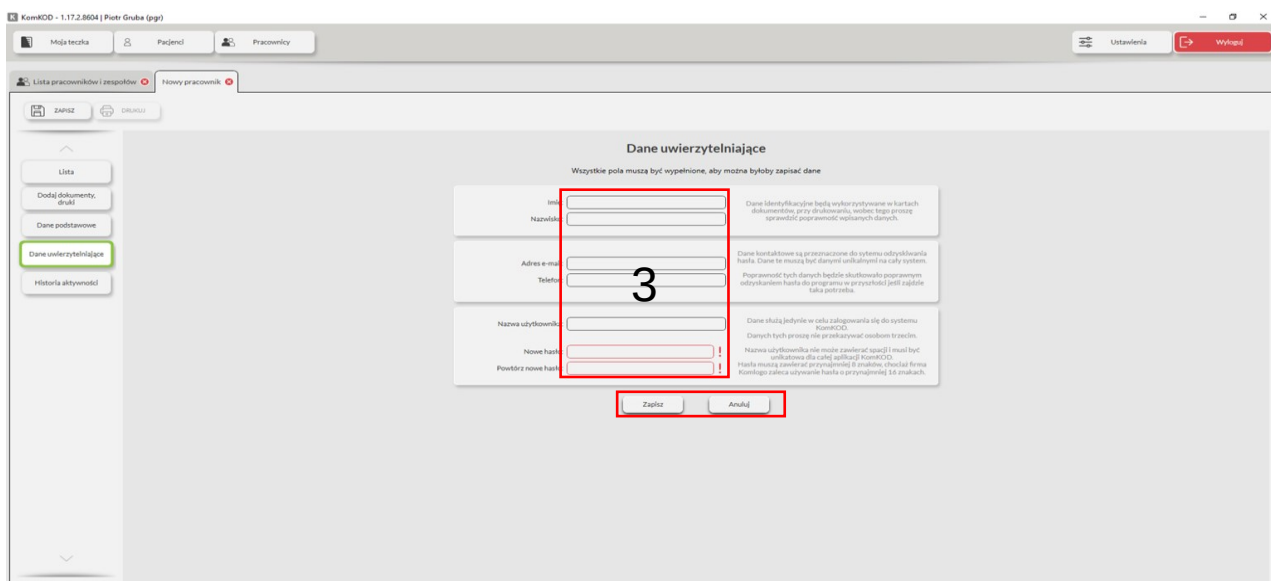 KomKOD - 1.17.2.8604 | Piotr Gruba (pgr)
Moja teczka
Pacjenci
Pracownicy
Ustawienia
Wyloguj
Lista pracowników i zespołów
Nowy pracownik
ZAPISZ
DRUKUJ
Lista
Dodaj dokumenty,
druki
Dane podstawowe
Dane uwierzytelniające
Historia aktywności
Dane uwierzytelniające
Wszystkie pola muszą być wypełnione, aby można byłoby zapisać dane
Imię
Nazwisko
Dane identyfikacyjne będą wykorzystywane w kartach
dokumentów, przy drukowaniu, wobec tego proszę
sprawdzić poprawność wpisanych danych.
Adres e-mail
Telefon
3
Dane kontaktowe są przeznaczone do sytemu odzyskiwania
hasła. Dane te muszą być danymi unikalnymi na cały system.
Poprawność tych danych będzie skutkowało poprawnym
odzyskaniem hasła do programu w przyszłości jeśli zajdzie
taka potrzeba.
Nazwa użytkownika
Nowe hasło
!
Powtórz nowe hasło
!
Dane służą jedynie w celu zalogowania się do systemu
KomKOD.
Danych tych proszę nie przekazywać osobom trzecim.
Nazwa użytkownika nie może zawierać spacji i musi być
unikatowa dla całej aplikacji KomKOD.
Hasła muszą zawierać przynajmniej 8 znaków, chociaż firma
Komlogo zaleca używanie hasła o przynajmniej 16 znakach.
Zapisz
Anuluj